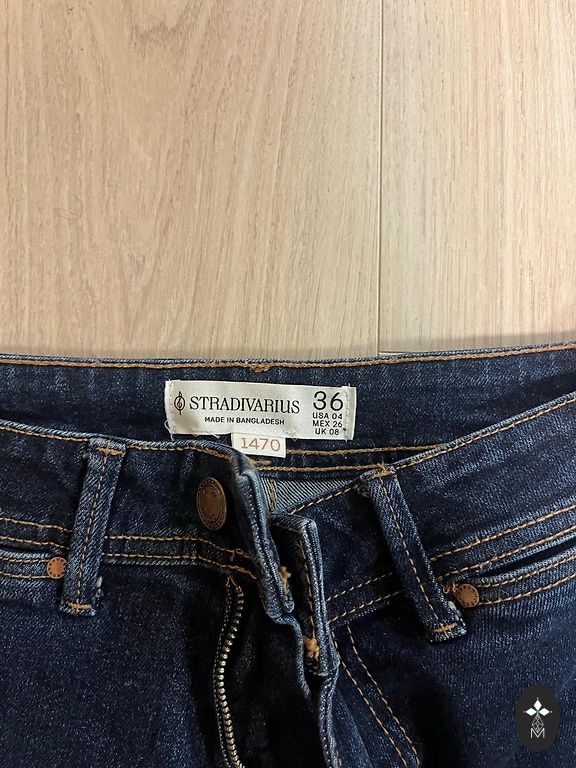 STRADIVARIUS
MADE IN BANGLADESH
36
USA 04
MEX 26
UK 08
1470
M